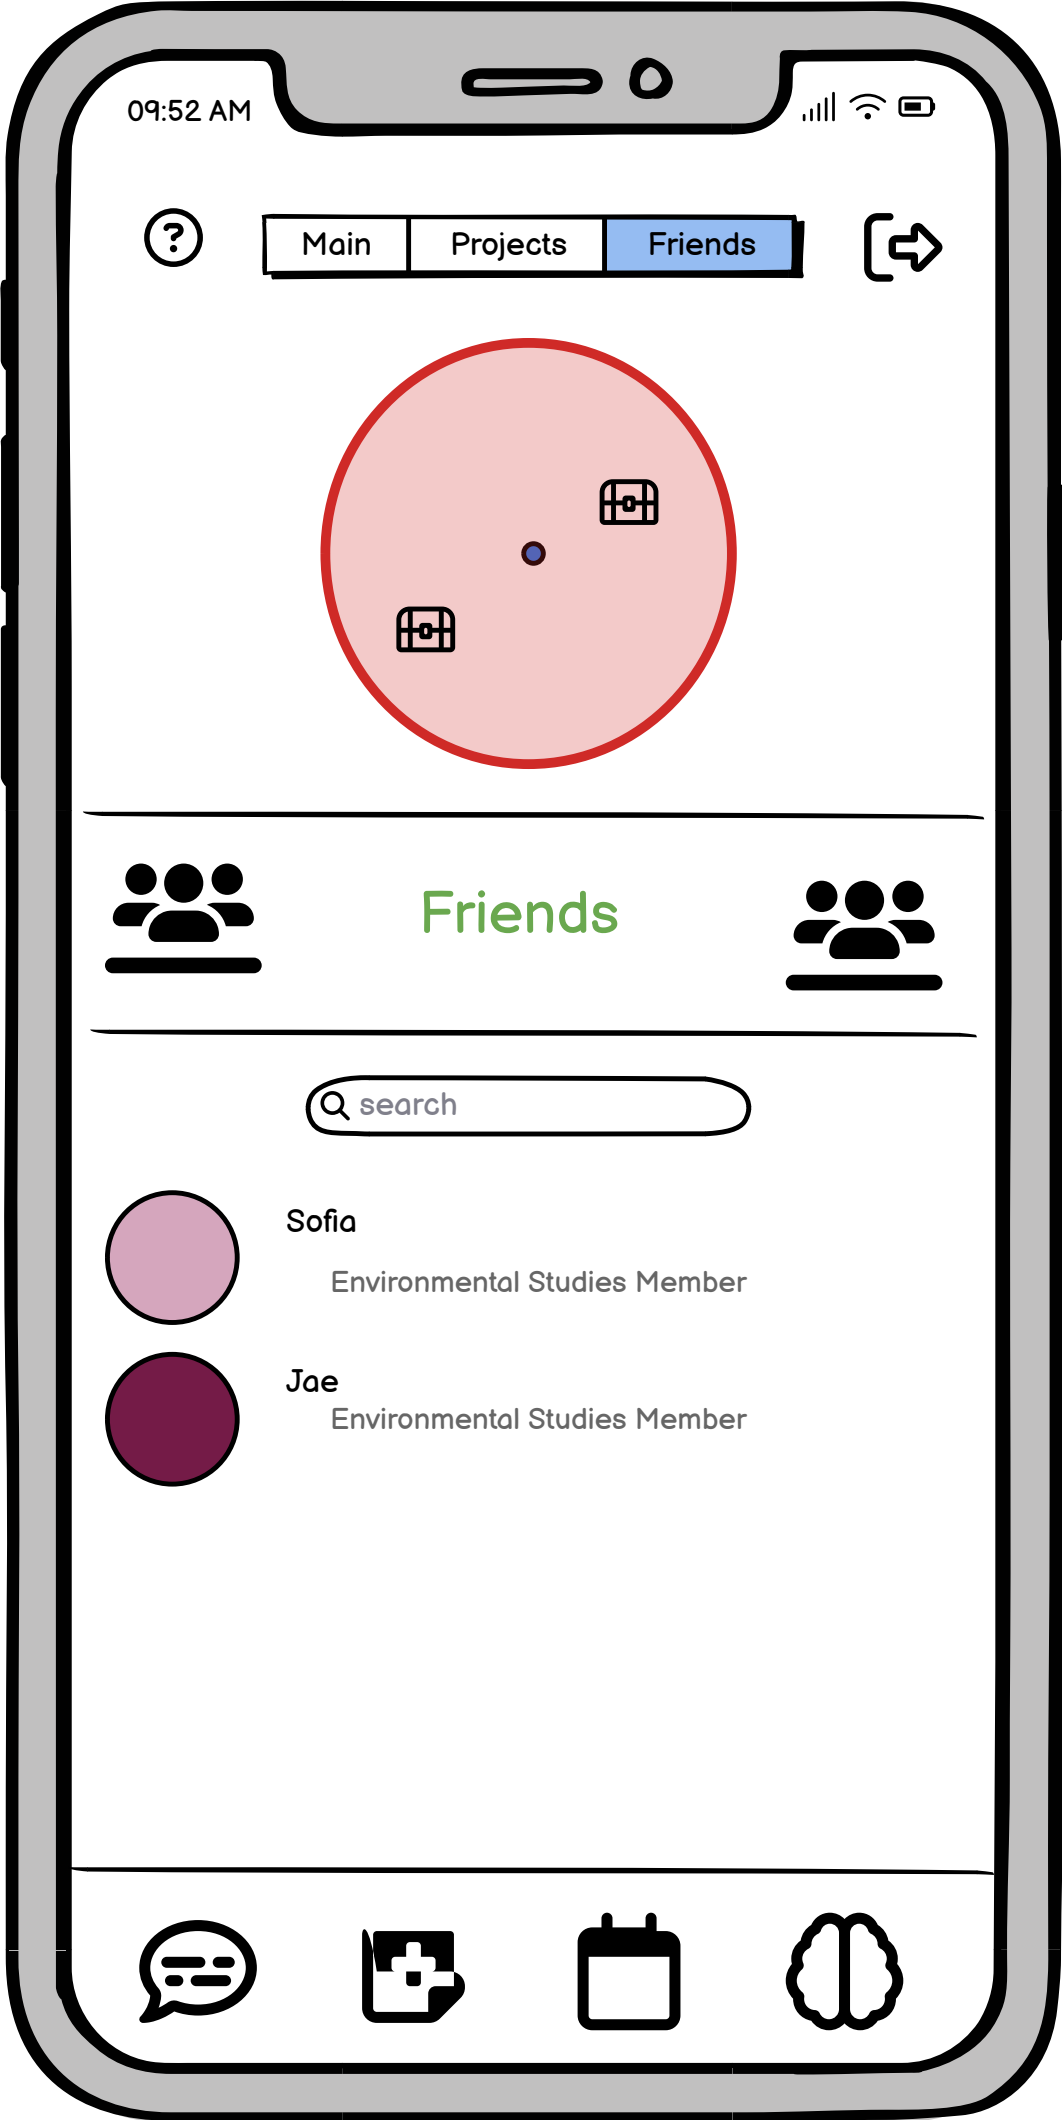 09:52 AM
?
Main Projects Friends
Friends
search
Sofia
Environmental Studies Member
Jae
Environmental Studies Member